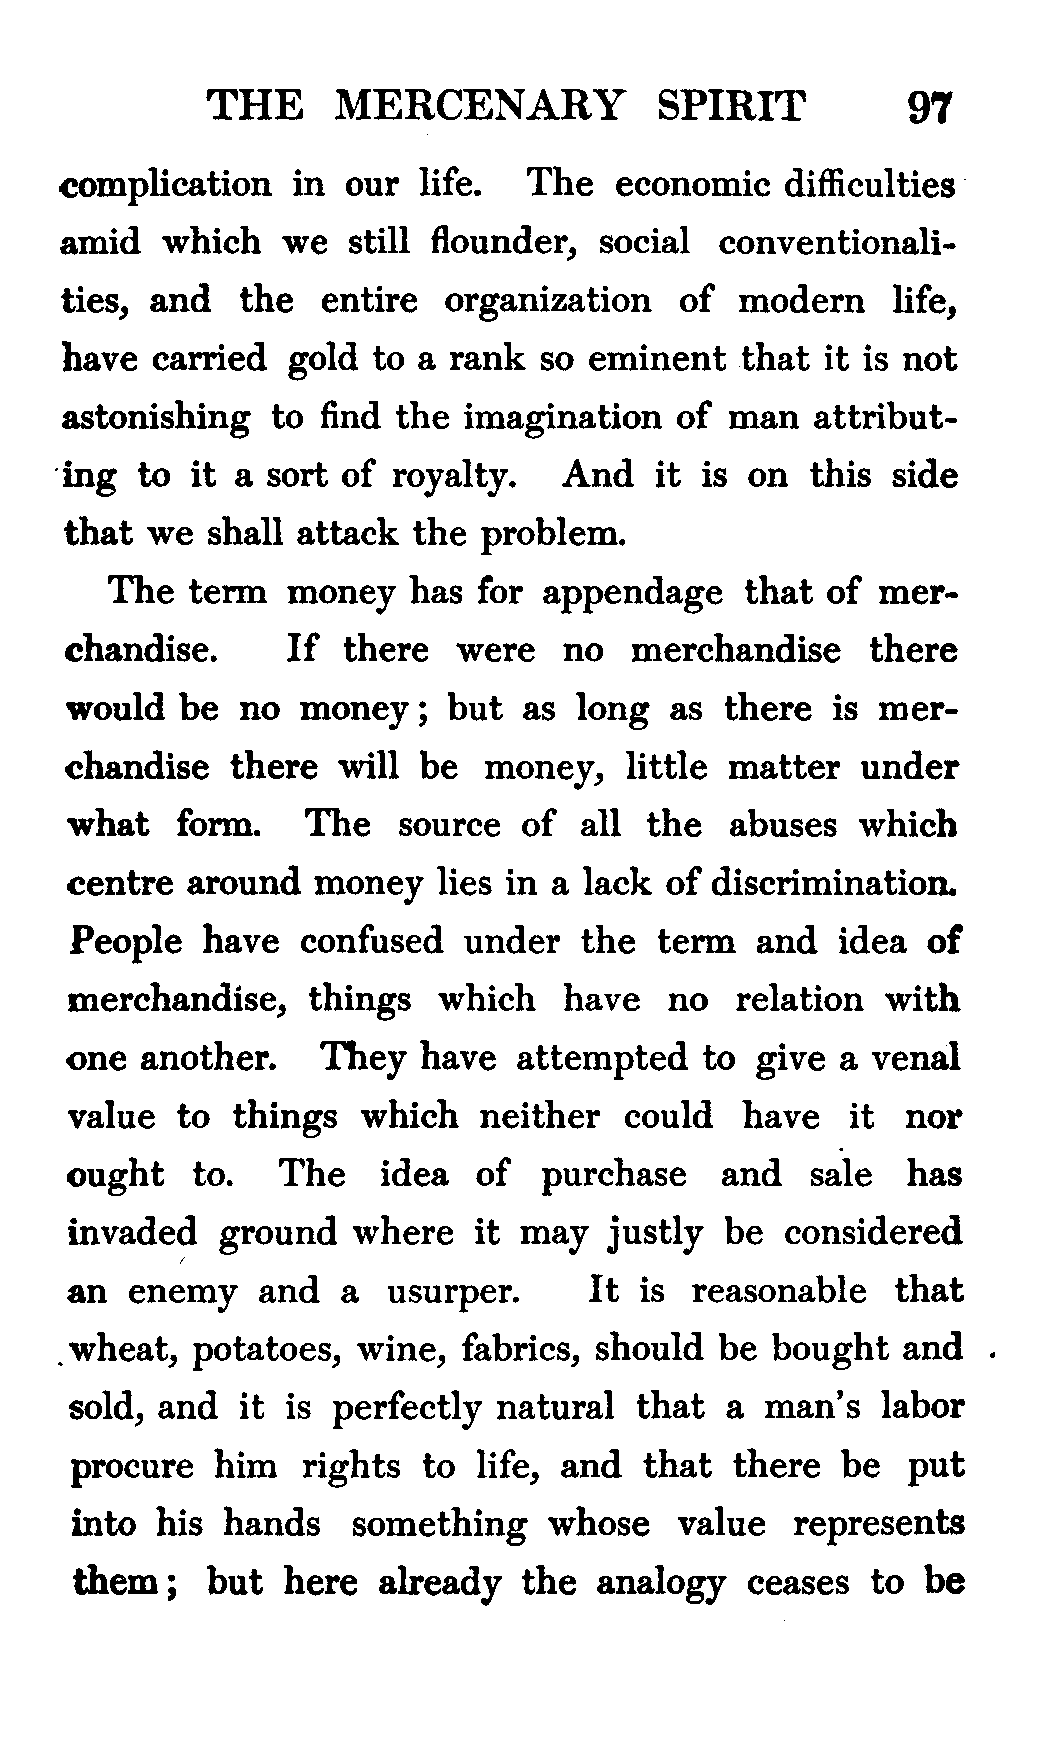 THE MERCENARY SPIRIT 97
complication in our life. The economic difficulties
amid which we still flounder, social conventionali-
ties, and the entire organization of modern life,
have carried gold to a rank so eminent that it is not
astonishing to find the imagination of man attribut-
ing to it a sort of royalty. And it is on this side
that we shall attack the problem.
The term money has for appendage that of mer-
chandise. If there were no merchandise there
would be no money; but as long as there is mer-
chandise there will be money, little matter under
what form. The source of all the abuses which
centre around money lies in a lack of discrimination.
People have confused under the term and idea of
merchandise, things which have no relation with
one another. They have attempted to give a venal
value to things which neither could have it nor
ought to. The idea of purchase and sale has
invaded ground where it may justly be considered
an enemy and a usurper. It is reasonable that
wheat, potatoes, wine, fabrics, should be bought and
sold, and it is perfectly natural that a man's labor
procure him rights to life, and that there be put
into his hands something whose value represents
them; but here already the analogy ceases to be